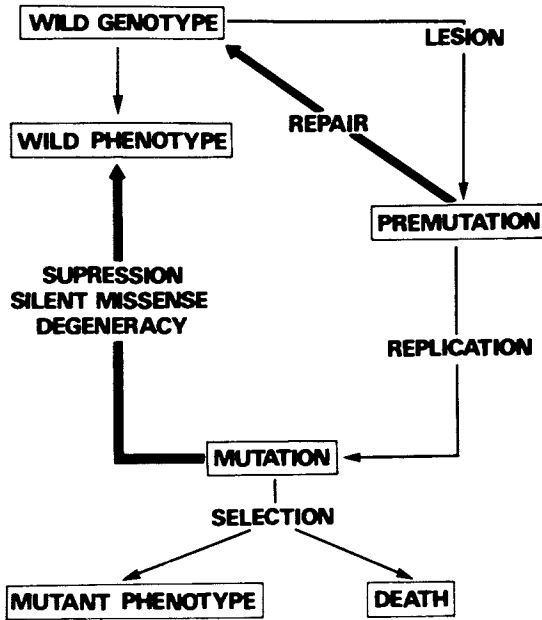 WILD GENOTYPE
LESION
REPAIR
WILD PHENOTYPE
PREMUTATION
SUPRESSION
SILENT MISSENSE
DEGENERACY
REPLICATION
MUTATION
SELECTION
MUTANT PHENOTYPE
DEATH